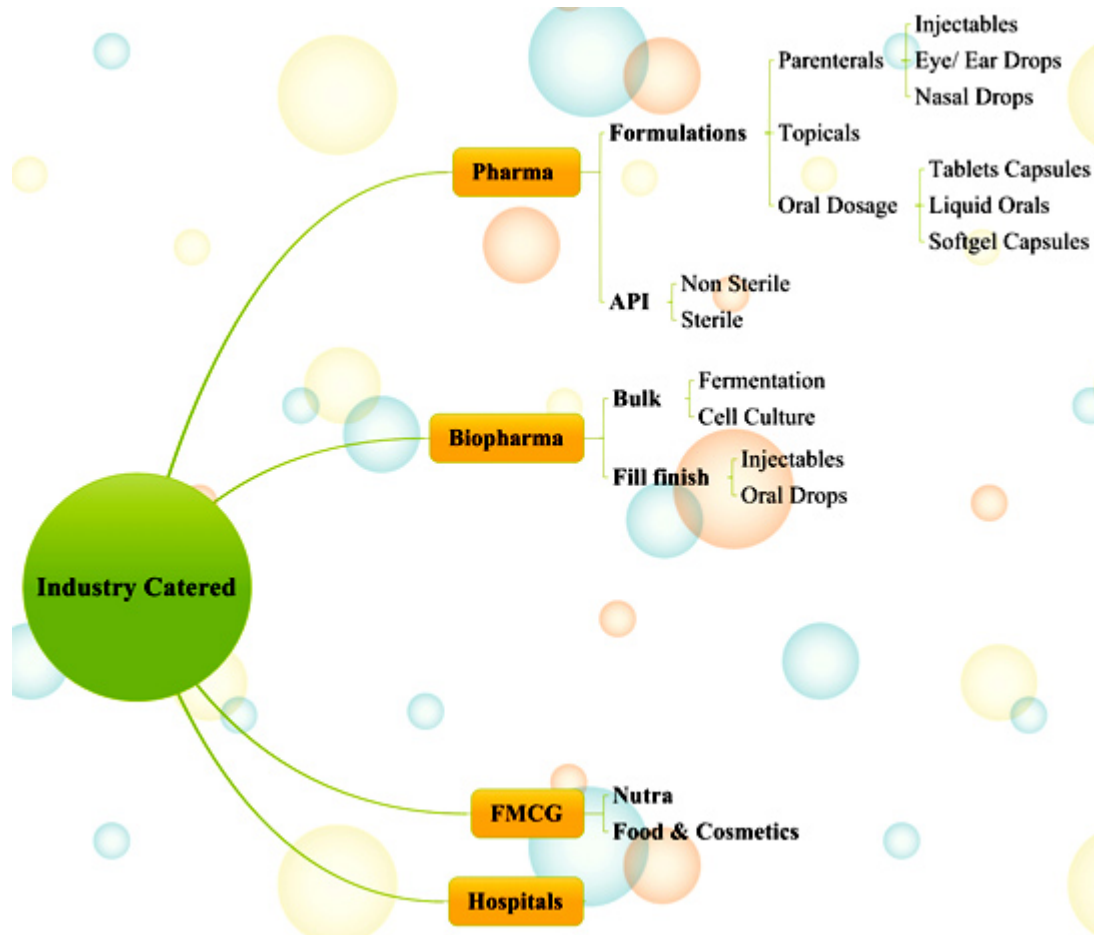 Industry Catered
Pharma
Formulations
Parenterals
Injectables
Eye/ Ear Drops
Nasal Drops
Topicals
Oral Dosage
Tablets Capsules
Liquid Orals
Softgel Capsules
API
Non Sterile
Sterile
Biopharma
Bulk
Fermentation
Cell Culture
Fill finish
Injectables
Oral Drops
FMCG
Nutra
Food & Cosmetics
Hospitals